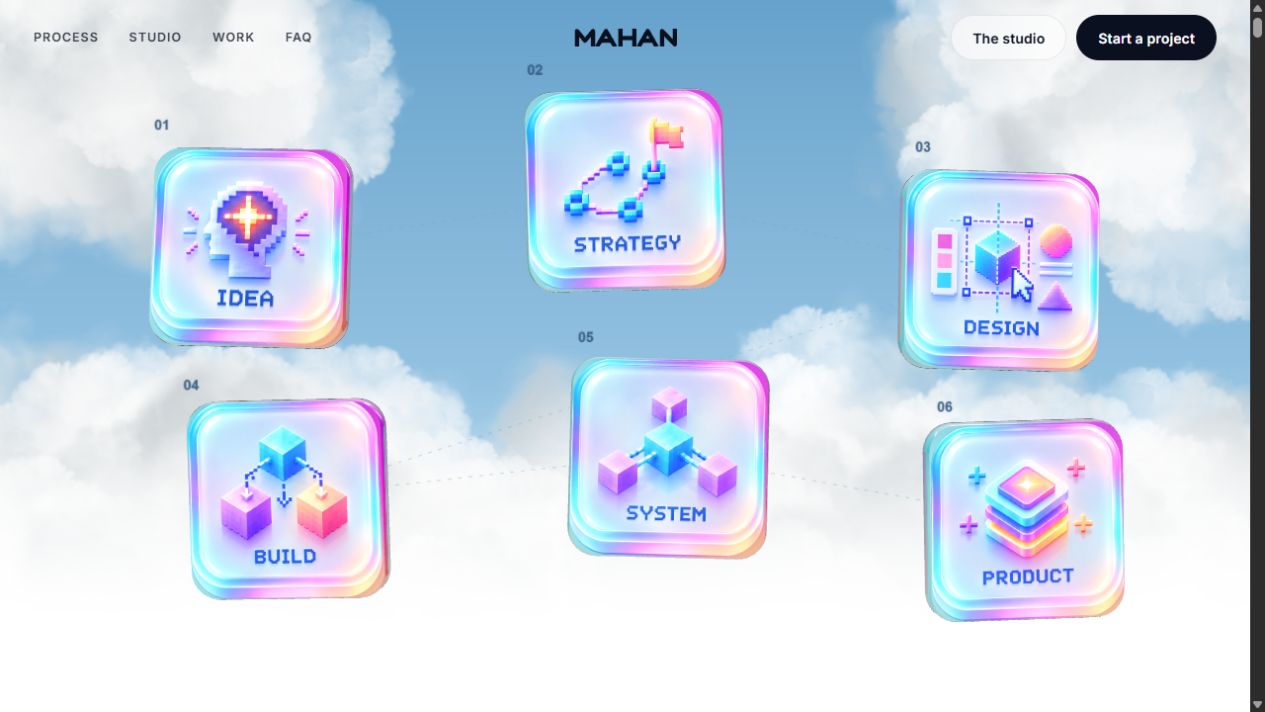 PROCESS STUDIO WORK FAQ
MAHAN
The studio
Start a project
01
IDEA
02
STRATEGY
03
DESIGN
04
BUILD
05
SYSTEM
06
PRODUCT